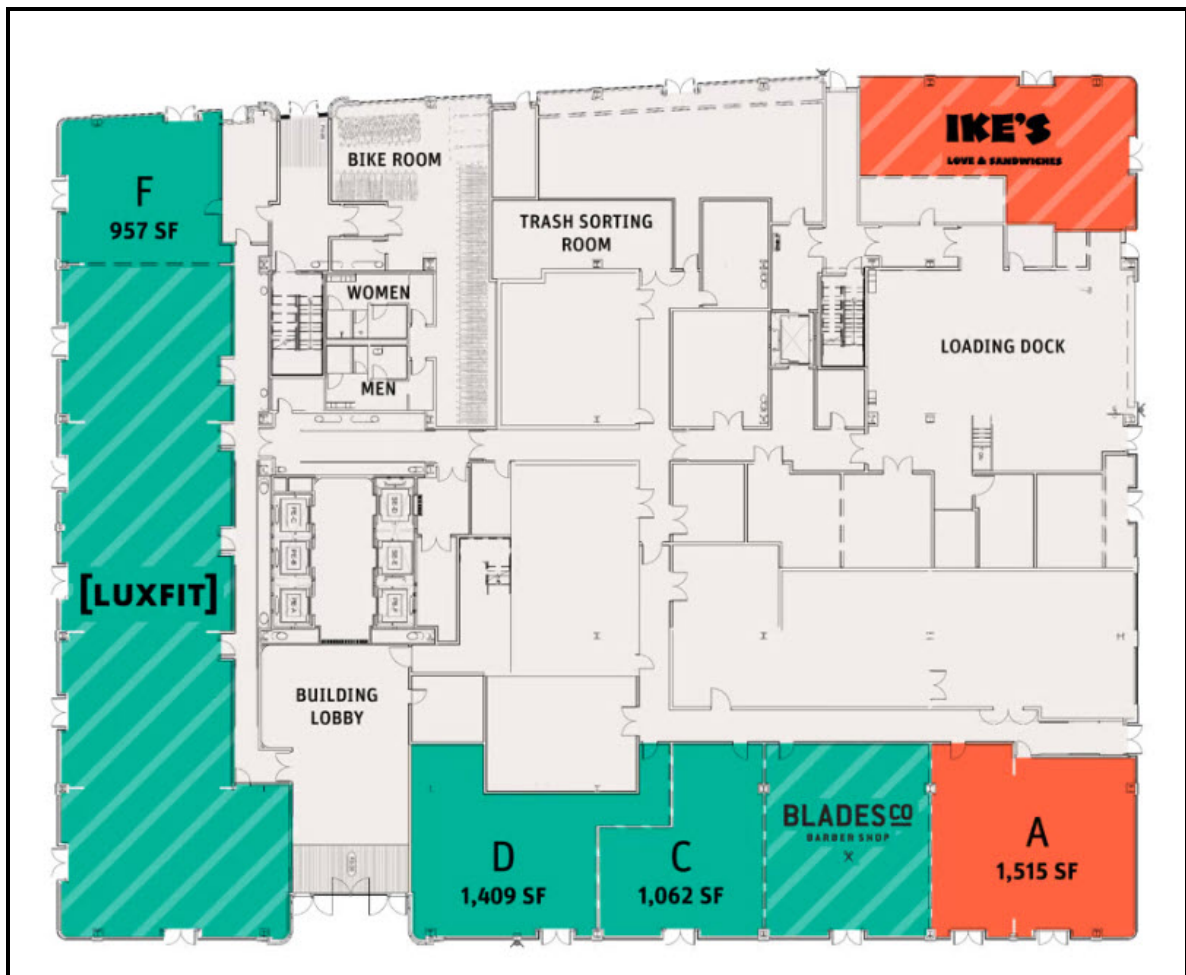 IKE'S
LOVE & SANDWICHES
BIKE ROOM
F
957 SF
TRASH SORTING
ROOM
WOMEN
LOADING DOCK
MEN
[LUXFIT]
BUILDING
LOBBY
BLADES CO
BARBER SHOP
D
1,409 SF
C
1,062 SF
A
1,515 SF